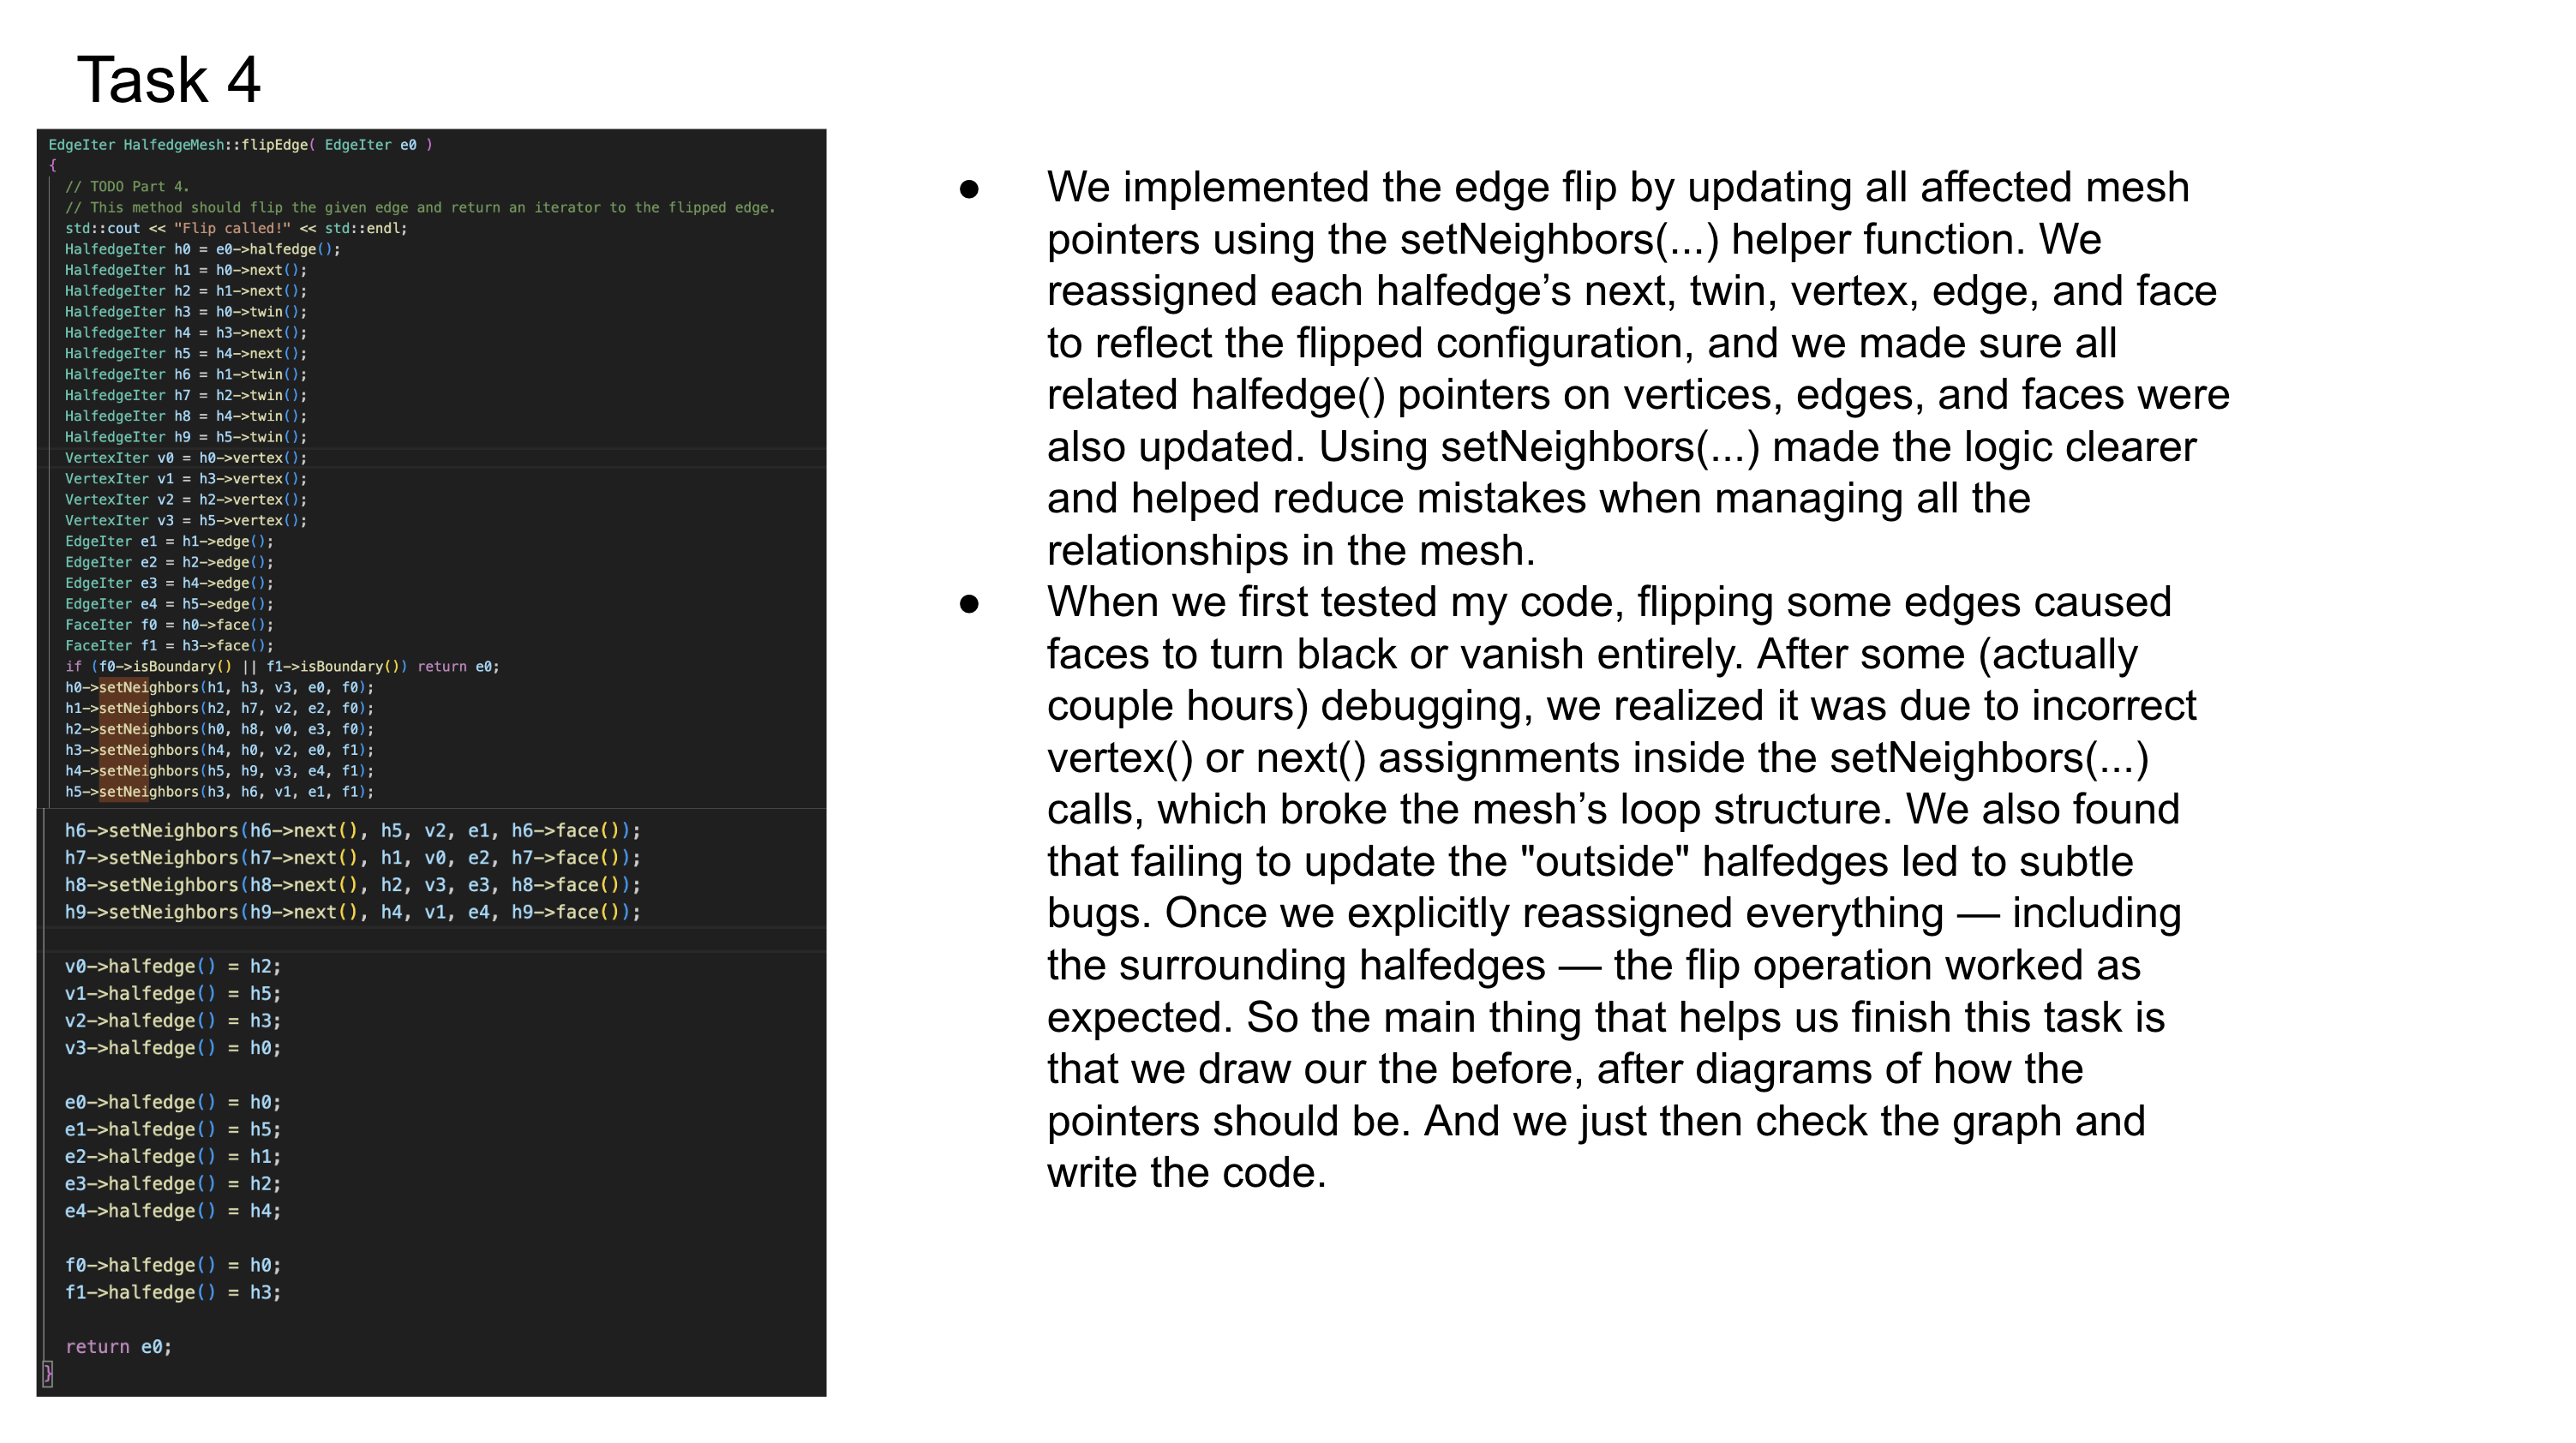 Task 4
EdgeIter HalfedgeMesh::flipEdge( EdgeIter e0 )
{
// TODO Part 4.
// This method should flip the given edge and return an iterator to the flipped edge.
std::cout << "Flip called!" << std::endl;
HalfedgeIter h0 = e0->halfedge();
HalfedgeIter h1 = h0->next();
HalfedgeIter h2 = h1->next();
HalfedgeIter h3 = h0->twin();
HalfedgeIter h4 = h3->next();
HalfedgeIter h5 = h4->next();
HalfedgeIter h6 = h1->twin();
HalfedgeIter h7 = h2->twin();
HalfedgeIter h8 = h4->twin();
HalfedgeIter h9 = h5->twin();
VertexIter v0 = h0->vertex();
VertexIter v1 = h3->vertex();
VertexIter v2 = h2->vertex();
VertexIter v3 = h5->vertex();
EdgeIter e1 = h1->edge();
EdgeIter e2 = h2->edge();
EdgeIter e3 = h4->edge();
EdgeIter e4 = h5->edge();
FaceIter f0 = h0->face();
FaceIter f1 = h3->face();
if (f0->isBoundary() || f1->isBoundary()) return e0;
h0->setNeighbors(h1, h3, v3, e0, f0);
h1->setNeighbors(h2, h7, v2, e2, f0);
h2->setNeighbors(h0, h8, v0, e3, f0);
h3->setNeighbors(h4, h0, v2, e0, f1);
h4->setNeighbors(h5, h9, v3, e4, f1);
h5->setNeighbors(h3, h6, v1, e1, f1);
h6->setNeighbors(h6->next(), h5, v2, e1, h6->face());
h7->setNeighbors(h7->next(), h1, v0, e2, h7->face());
h8->setNeighbors(h8->next(), h2, v3, e3, h8->face());
h9->setNeighbors(h9->next(), h4, v1, e4, h9->face());
v0->halfedge() = h2;
v1->halfedge() = h5;
v2->halfedge() = h3;
v3->halfedge() = h0;
e0->halfedge() = h0;
e1->halfedge() = h5;
e2->halfedge() = h1;
e3->halfedge() = h2;
e4->halfedge() = h4;
f0->halfedge() = h0;
f1->halfedge() = h3;
return e0;
}
● We implemented the edge flip by updating all affected mesh
pointers using the setNeighbors(...) helper function. We
reassigned each halfedge’s next, twin, vertex, edge, and face
to reflect the flipped configuration, and we made sure all
related halfedge() pointers on vertices, edges, and faces were
also updated. Using setNeighbors(...) made the logic clearer
and helped reduce mistakes when managing all the
relationships in the mesh.
● When we first tested my code, flipping some edges caused
faces to turn black or vanish entirely. After some (actually
couple hours) debugging, we realized it was due to incorrect
vertex() or next() assignments inside the setNeighbors(...)
calls, which broke the mesh’s loop structure. We also found
that failing to update the "outside" halfedges led to subtle
bugs. Once we explicitly reassigned everything — including
the surrounding halfedges — the flip operation worked as
expected. So the main thing that helps us finish this task is
that we draw our the before, after diagrams of how the
pointers should be. And we just then check the graph and
write the code.